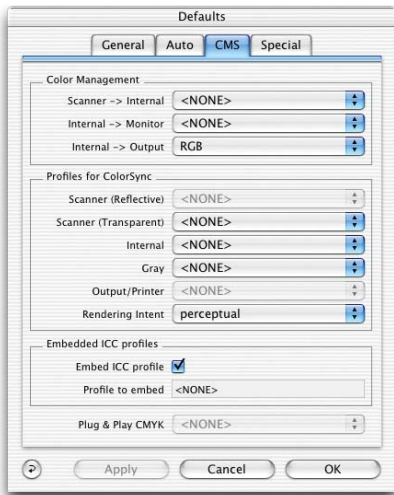 Defaults
General Auto CMS Special
Color Management
Scanner -> Internal <NONE>
Internal -> Monitor <NONE>
Internal -> Output RGB
Profiles for ColorSync
Scanner (Reflective) <NONE>
Scanner (Transparent) <NONE>
Internal <NONE>
Gray <NONE>
Output/Printer <NONE>
Rendering Intent perceptual
Embedded ICC profiles
Embed ICC profile
Profile to embed <NONE>
Plug & Play CMYK <NONE>
Apply Cancel OK